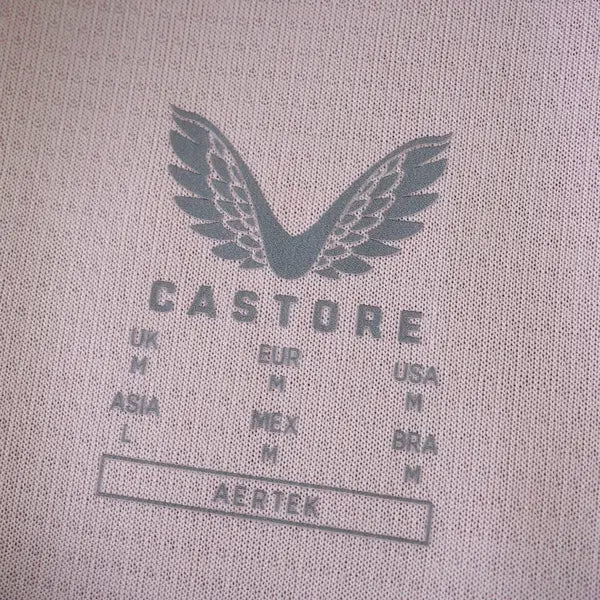 CASTORE
UK EUR USA
M M M
ASIA MEX BRA
L M M
AERTEK